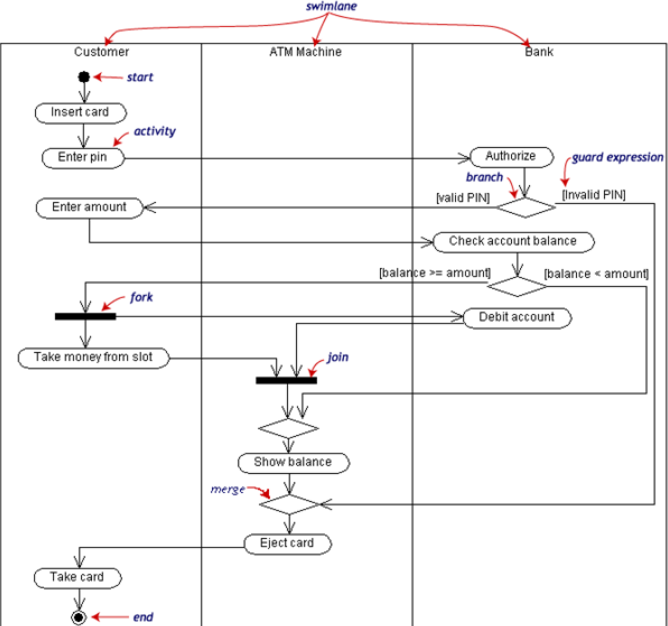 swimlane
Customer
ATM Machine
Bank
start
Insert card
activity
Enter pin
Authorize
guard expression
branch
[valid PIN]
[Invalid PIN]
Enter amount
Check account balance
[balance >= amount]
[balance < amount]
fork
Debit account
Take money from slot
join
Show balance
merge
Eject card
Take card
end